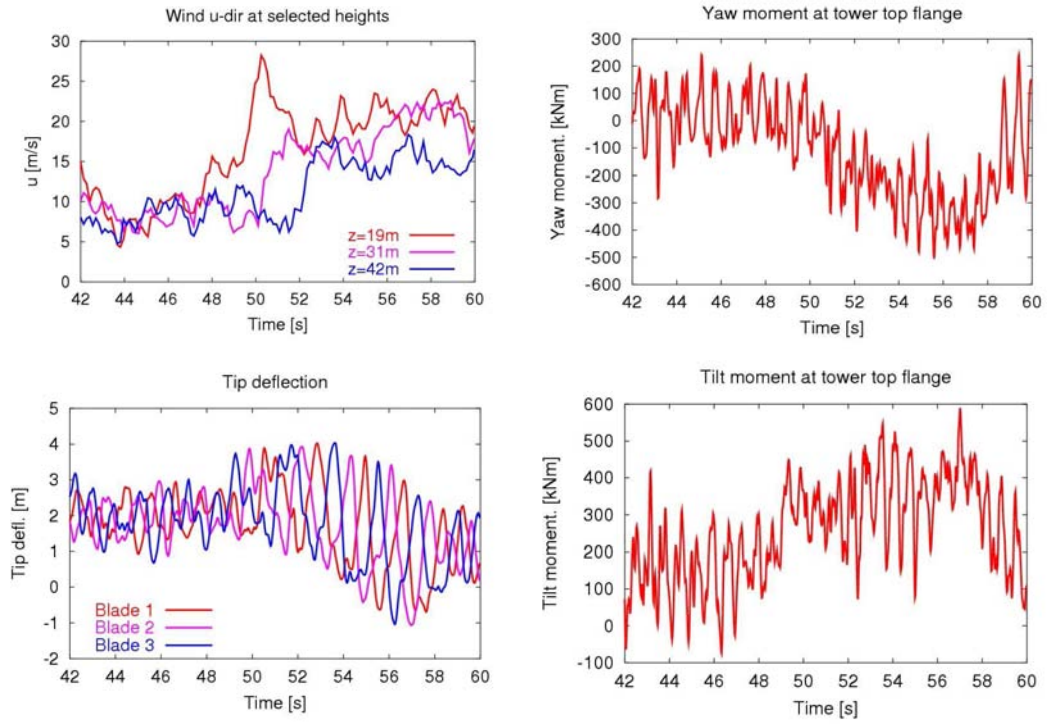 Wind u-dir at selected heights
30
25
20
15
10
5
0
u [m/s]
z=19m
z=31m
z=42m
42 44 46 48 50 52 54 56 58 60
Time [s]
Yaw moment at tower top flange
300
200
100
0
-100
-200
-300
-400
-500
-600
Yaw moment. [kNm]
42 44 46 48 50 52 54 56 58 60
Time [s]
Tip deflection
5
4
3
2
1
0
-1
-2
Tip defl. [m]
Blade 1
Blade 2
Blade 3
42 44 46 48 50 52 54 56 58 60
Time [s]
Tilt moment at tower top flange
600
500
400
300
200
100
0
-100
Tilt moment. [kNm]
42 44 46 48 50 52 54 56 58 60
Time [s]